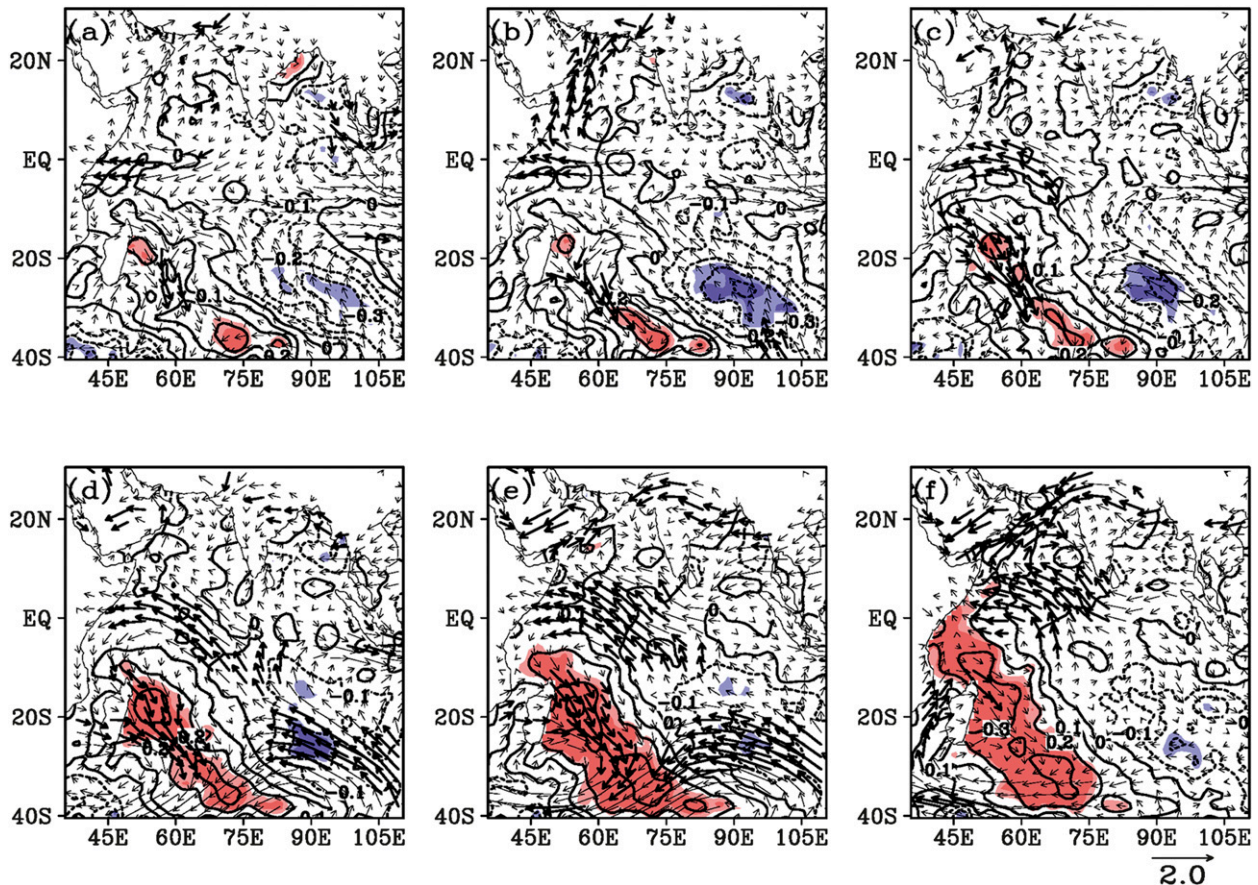 (a) (b) (c)
20N 20N 20N
0 -0.1 0
EQ EQ EQ
-0.1 0 -0.1 0 0
20S -0.2 20S 20S 0.1
0 0.1 -0.3 0.2 -0.3 -0.2
40S 0.2 0 40S 40S 0.2 0.1
45E 60E 75E 90E 105E 45E 60E 75E 90E 105E 45E 60E 75E 90E 105E
(d) (e) (f)
20N 20N 20N
EQ EQ EQ
0 0 0
-0.1 -0.1 0.1 0 -0.1
20S 0.2 20S 0 20S 0.3 0.2
0.2 -0.1 0.1
40S 40S 40S
45E 60E 75E 90E 105E 45E 60E 75E 90E 105E 45E 60E 75E 90E 105E
2.0